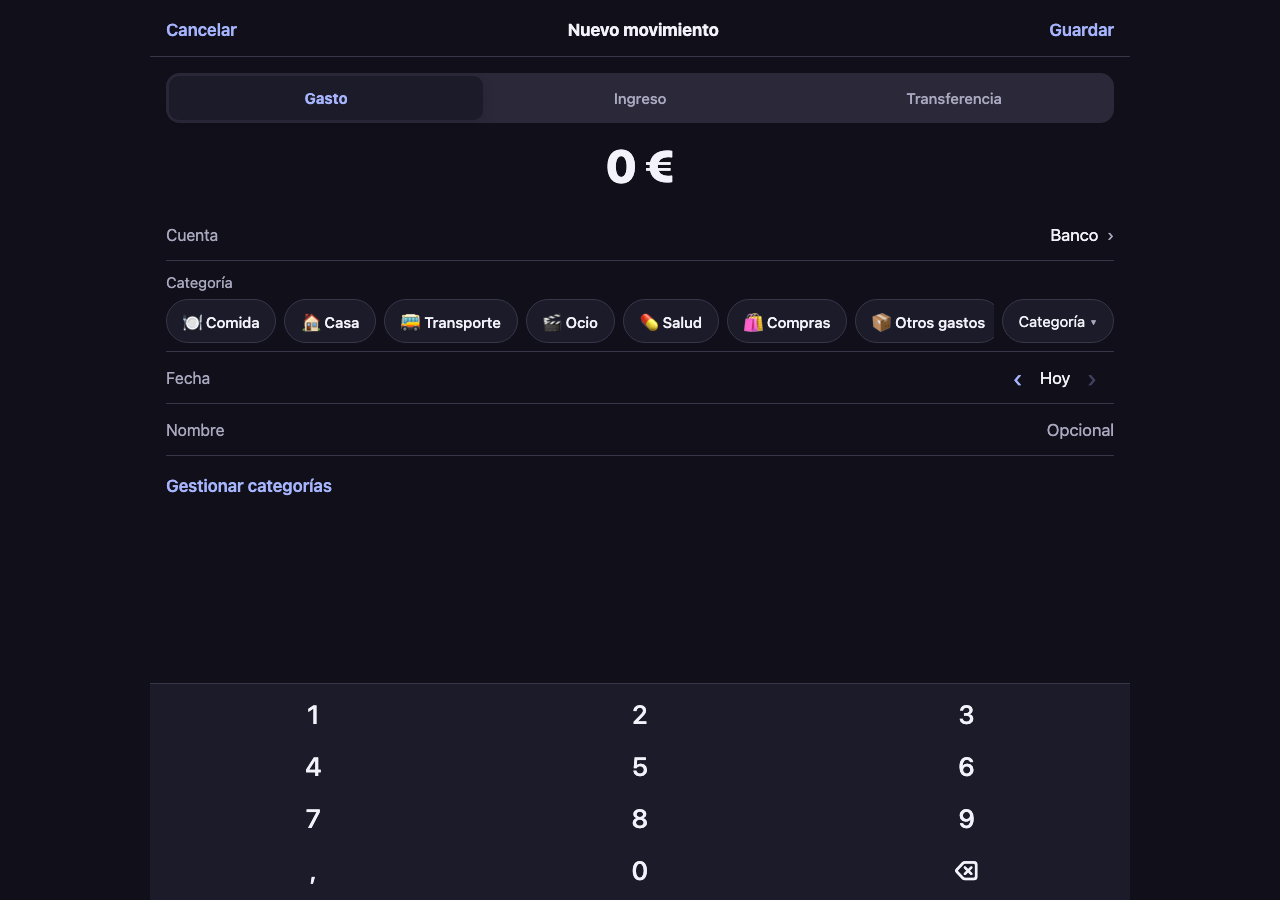 Cancelar Nuevo movimiento Guardar
Gasto Ingreso Transferencia
0 €
Cuenta Banco ›
Categoría
🍽️ Comida 🏠 Casa 🚌 Transporte 🎬 Ocio 💊 Salud 🛍️ Compras 📦 Otros gastos Categoría ▾
Fecha ‹ Hoy ›
Nombre Opcional
Gestionar categorías
1 2 3
4 5 6
7 8 9
, 0 ⌫